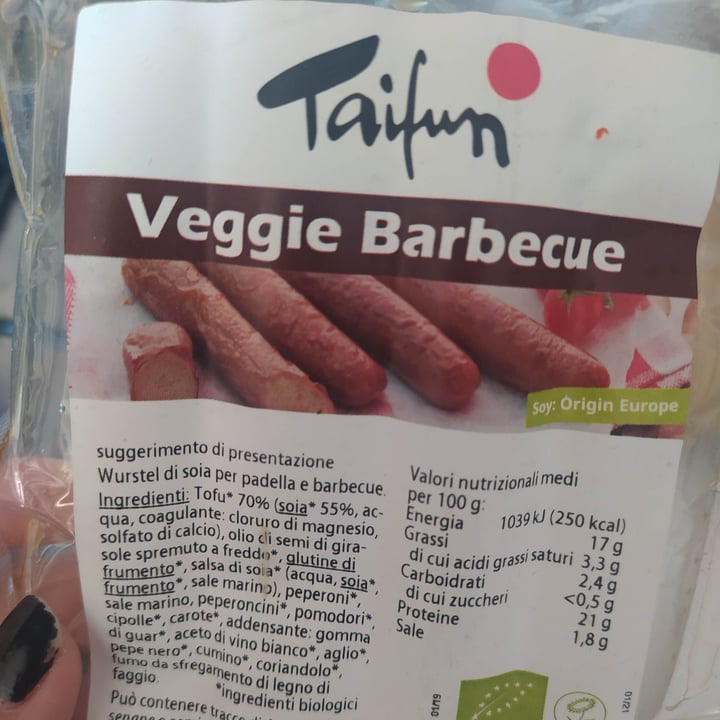 Taifun
Veggie Barbecue
Soy: Origin Europe
suggerimento di presentazione
Wurstel di soia per padella e barbecue.
Ingredienti: Tofu* 70% (soia* 55%, ac-
qua, coagulante: cloruro di magnesio,
solfato di calcio), olio di semi di gira-
sole spremuto a freddo*, glutine di
frumento*, salsa di soia* (acqua, soia*,
frumento*, sale marino), peperoni*,
sale marino, peperoncini*, pomodori*,
cipolle*, carote*, addensante: gomma
di guar*, aceto di vino bianco*, aglio*,
pepe nero*, cumino*, coriandolo*,
fumo da sfregamento di legno di
faggio.
*ingredienti biologici
Può contenere tracce di
Valori nutrizionali medi
per 100 g:
Energia 1039 kJ (250 kcal)
Grassi 17 g
di cui acidi grassi saturi 3,3 g
Carboidrati 2,4 g
di cui zuccheri <0,5 g
Proteine 21 g
Sale 1,8 g
01/21